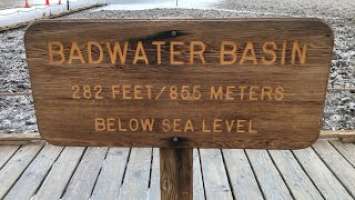 BADWATER BASIN
282 FEET/855 METERS
BELOW SEA LEVEL